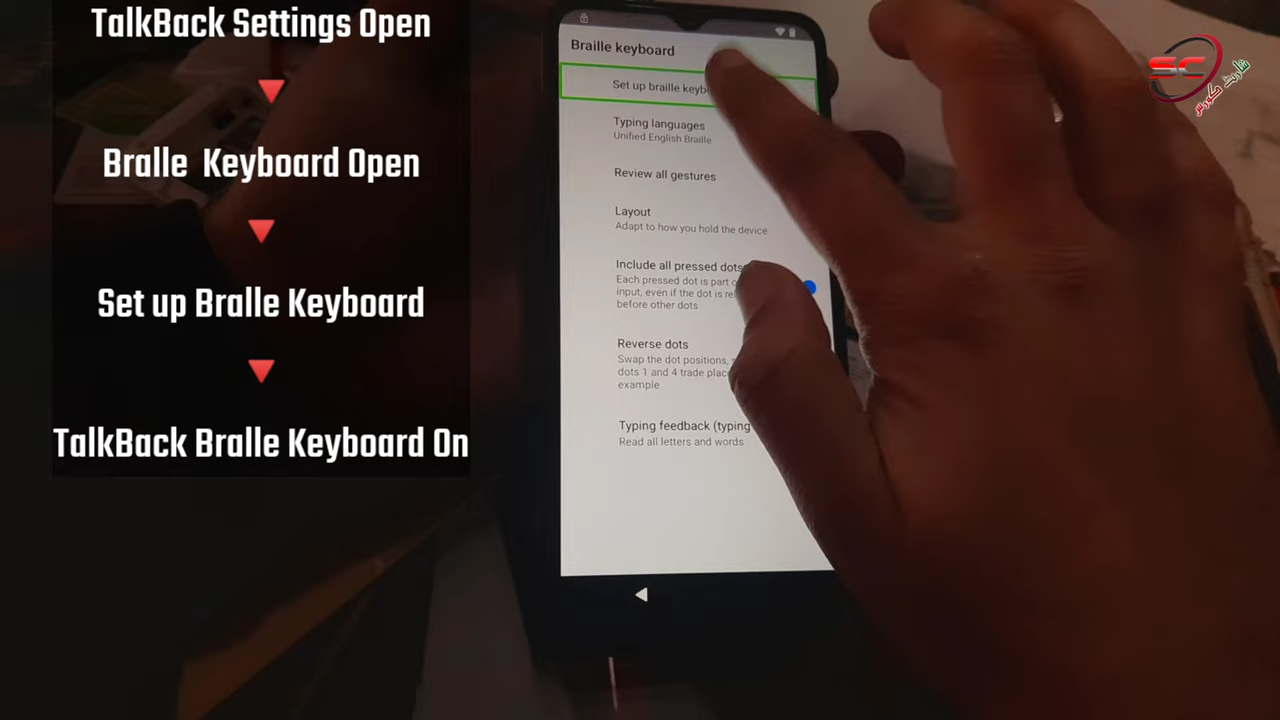 TalkBack Settings Open
Bralle Keyboard Open
Set up Bralle Keyboard
TalkBack Bralle Keyboard On
Braille keyboard
Set up braille
Typing languages
Unified English Braille
Review all gestures
Layout
Adapt to how you hold the device
Include all pressed dots
Each pressed dot is part
input, even if the dot is
before other dots
Reverse dots
Swap the dot positions,
dots 1 and 4 trade
example
Typing feedback (typing
Read all letters and words
SC
شارٹ کورس